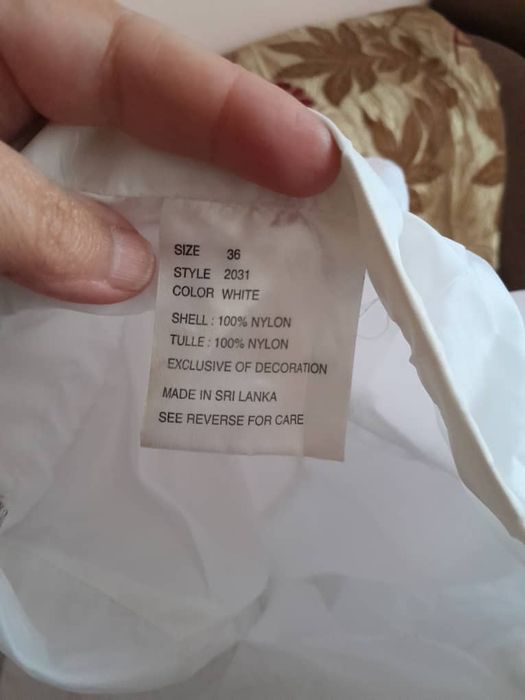 SIZE 36
STYLE 2031
COLOR WHITE
SHELL : 100% NYLON
TULLE : 100% NYLON
EXCLUSIVE OF DECORATION
MADE IN SRI LANKA
SEE REVERSE FOR CARE